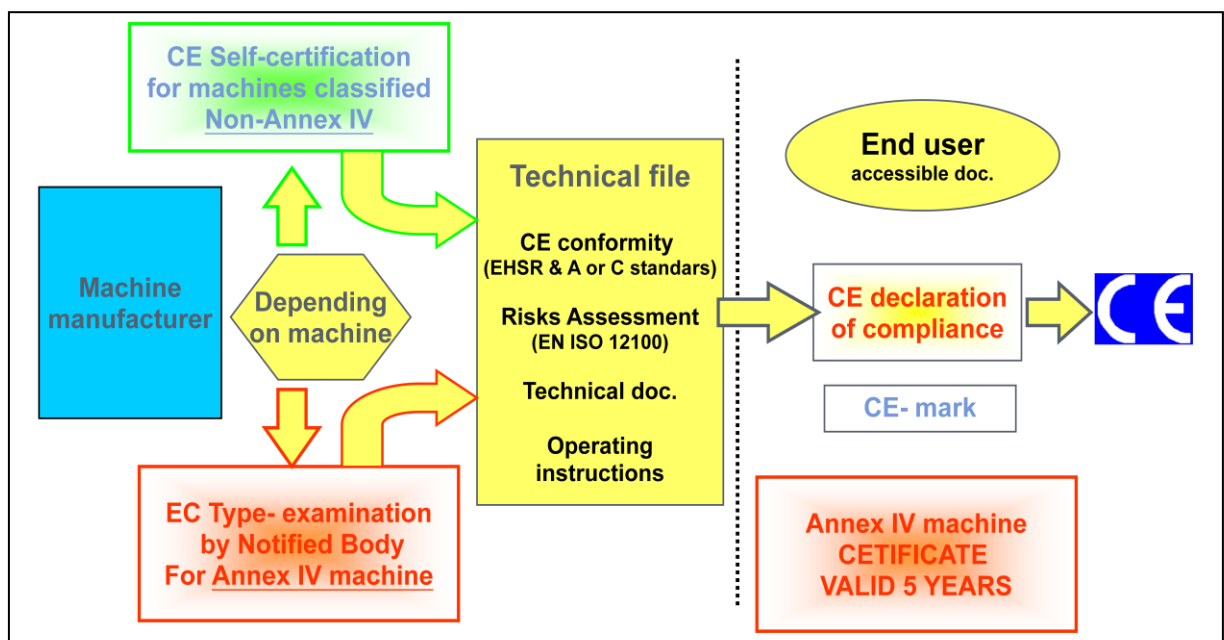 CE Self-certification
for machines classified
Non-Annex IV
Machine
manufacturer
Depending
on machine
EC Type- examination
by Notified Body
For Annex IV machine
Technical file
CE conformity
(EHSR & A or C standars)
Risks Assessment
(EN ISO 12100)
Technical doc.
Operating
instructions
End user
accessible doc.
CE declaration
of compliance
CE
CE- mark
Annex IV machine
CETIFICATE
VALID 5 YEARS